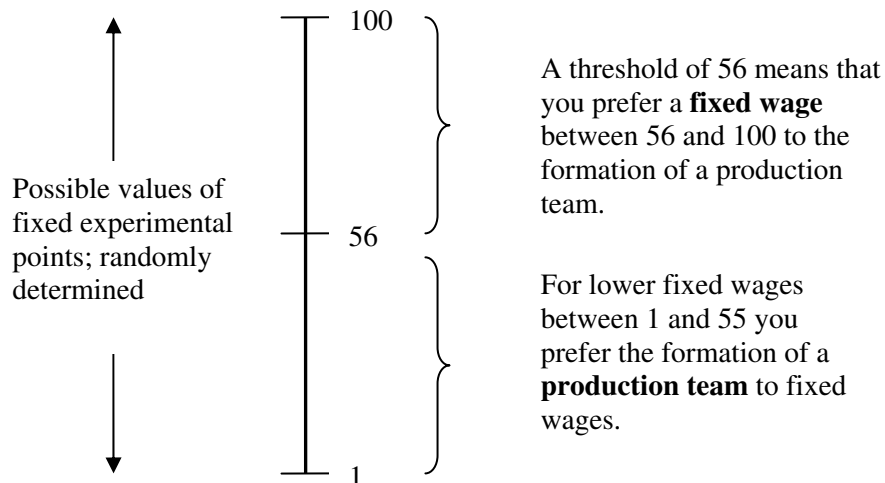 Possible values of
fixed experimental
points; randomly
determined
100
56
1
A threshold of 56 means that
you prefer a fixed wage
between 56 and 100 to the
formation of a production
team.
For lower fixed wages
between 1 and 55 you
prefer the formation of a
production team to fixed
wages.